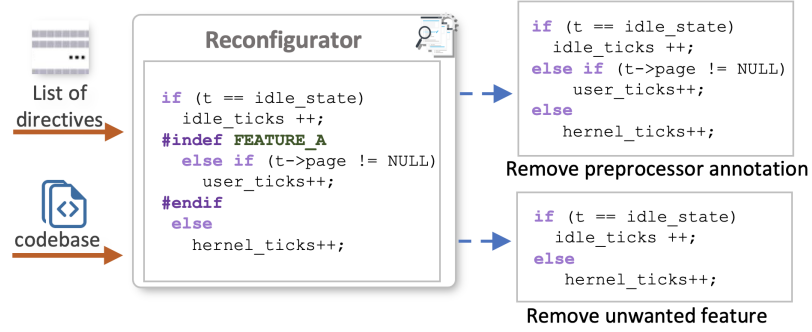 List of
directives
codebase
Reconfigurator
if (t == idle_state)
idle_ticks ++;
#indef FEATURE_A
else if (t->page != NULL)
user_ticks++;
#endif
else
hernel_ticks++;
if (t == idle_state)
idle_ticks ++;
else if (t->page != NULL)
user_ticks++;
else
hernel_ticks++;
Remove preprocessor annotation
if (t == idle_state)
idle_ticks ++;
else
hernel_ticks++;
Remove unwanted feature